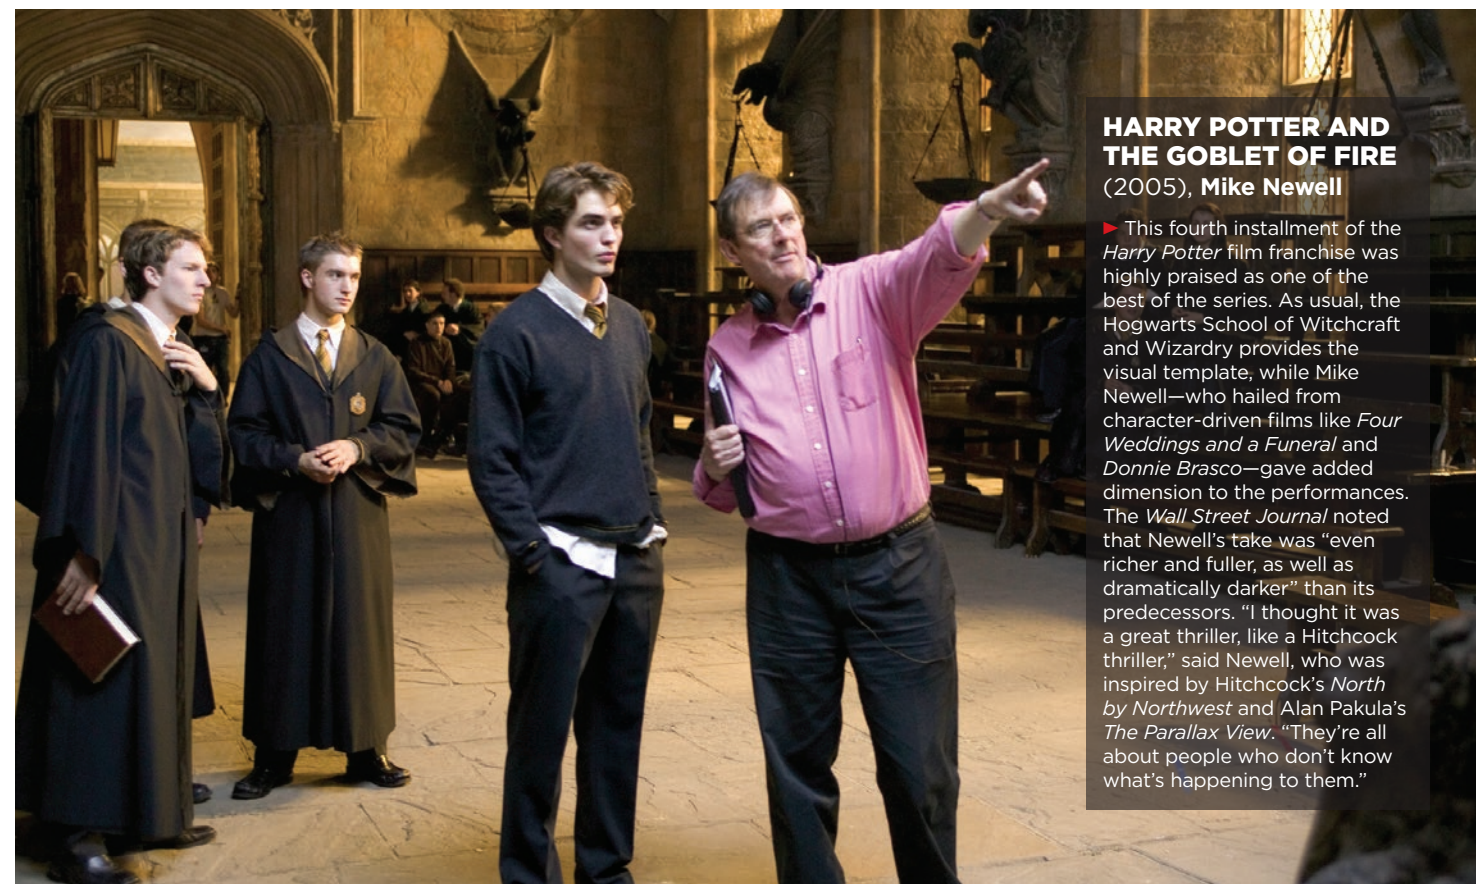 HARRY POTTER AND
THE GOBLET OF FIRE
(2005), Mike Newell
► This fourth installment of the
Harry Potter film franchise was
highly praised as one of the
best of the series. As usual, the
Hogwarts School of Witchcraft
and Wizardry provides the
visual template, while Mike
Newell—who hailed from
character-driven films like Four
Weddings and a Funeral and
Donnie Brasco—gave added
dimension to the performances.
The Wall Street Journal noted
that Newell’s take was “even
richer and fuller, as well as
dramatically darker” than its
predecessors. “I thought it was
a great thriller, like a Hitchcock
thriller,” said Newell, who was
inspired by Hitchcock’s North
by Northwest and Alan Pakula’s
The Parallax View. “They’re all
about people who don’t know
what’s happening to them.”